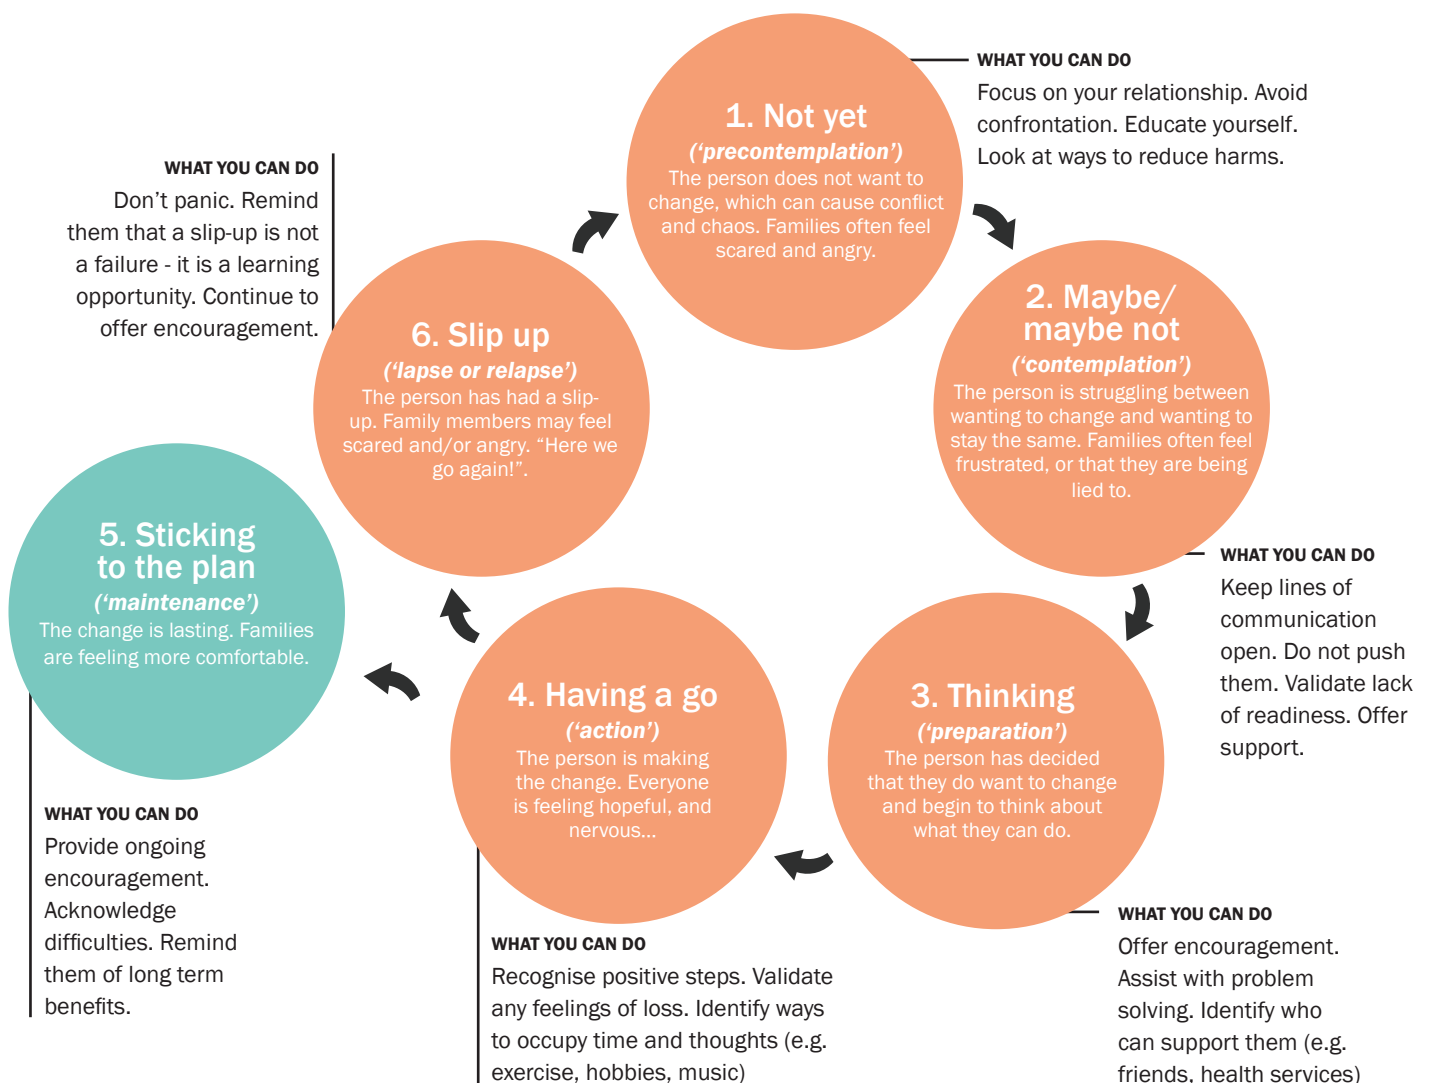 1. Not yet
(‘precontemplation’)
The person does not want to
change, which can cause conflict
and chaos. Families often feel
scared and angry.
WHAT YOU CAN DO
Focus on your relationship. Avoid
confrontation. Educate yourself.
Look at ways to reduce harms.
2. Maybe/
maybe not
(‘contemplation’)
The person is struggling between
wanting to change and wanting to
stay the same. Families often feel
frustrated, or that they are being
lied to.
WHAT YOU CAN DO
Keep lines of
communication
open. Do not push
them. Validate lack
of readiness. Offer
support.
3. Thinking
(‘preparation’)
The person has decided
that they do want to change
and begin to think about
what they can do.
WHAT YOU CAN DO
Offer encouragement.
Assist with problem
solving. Identify who
can support them (e.g.
friends, health services)
4. Having a go
(‘action’)
The person is making
the change. Everyone
is feeling hopeful, and
nervous...
WHAT YOU CAN DO
Recognise positive steps. Validate
any feelings of loss. Identify ways
to occupy time and thoughts (e.g.
exercise, hobbies, music)
5. Sticking
to the plan
(‘maintenance’)
The change is lasting. Families
are feeling more comfortable.
WHAT YOU CAN DO
Provide ongoing
encouragement.
Acknowledge
difficulties. Remind
them of long term
benefits.
6. Slip up
(‘lapse or relapse’)
The person has had a slip-
up. Family members may feel
scared and/or angry. “Here we
go again!”.
WHAT YOU CAN DO
Don’t panic. Remind
them that a slip-up is not
a failure - it is a learning
opportunity. Continue to
offer encouragement.